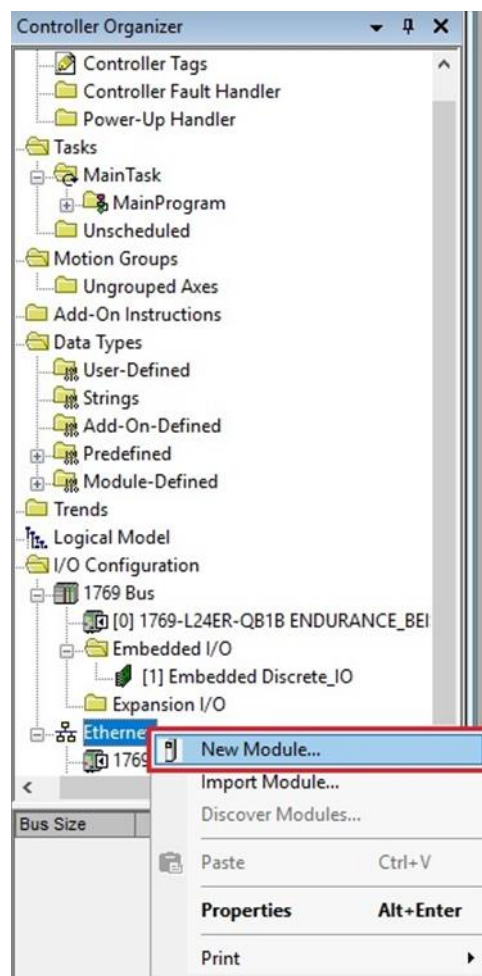 Controller Organizer
Controller Tags
Controller Fault Handler
Power-Up Handler
Tasks
MainTask
MainProgram
Unscheduled
Motion Groups
Ungrouped Axes
Add-On Instructions
Data Types
User-Defined
Strings
Add-On-Defined
Predefined
Module-Defined
Trends
Logical Model
I/O Configuration
1769 Bus
[0] 1769-L24ER-QB1B ENDURANCE_BEI
Embedded I/O
[1] Embedded Discrete_IO
Expansion I/O
Etherne
New Module...
1769
Import Module...
Bus Size
Discover Modules...
Paste Ctrl+V
Properties Alt+Enter
Print